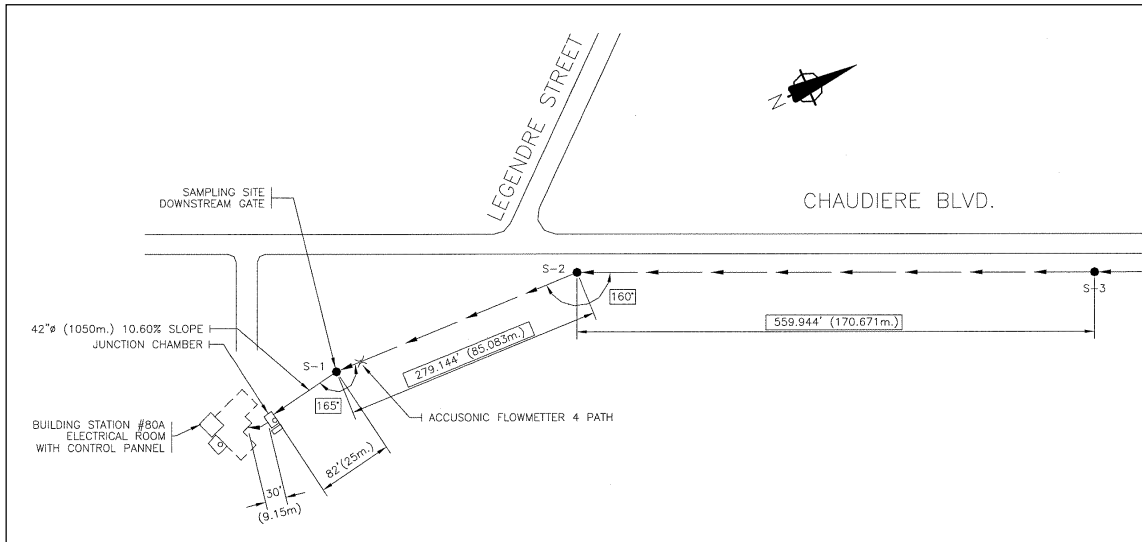 LEGENDRE STREET
N
SAMPLING SITE
DOWNSTREAM GATE
CHAUDIERE BLVD.
S-2
S-3
160°
559.944' (170.671m.)
42"ø (1050m.) 10.60% SLOPE
JUNCTION CHAMBER
S-1
279.144' (85.083m.)
165°
ACCUSONIC FLOWMETTER 4 PATH
BUILDING STATION #80A
ELECTRICAL ROOM
WITH CONTROL PANNEL
82'(25m.)
30'
(9.15m)